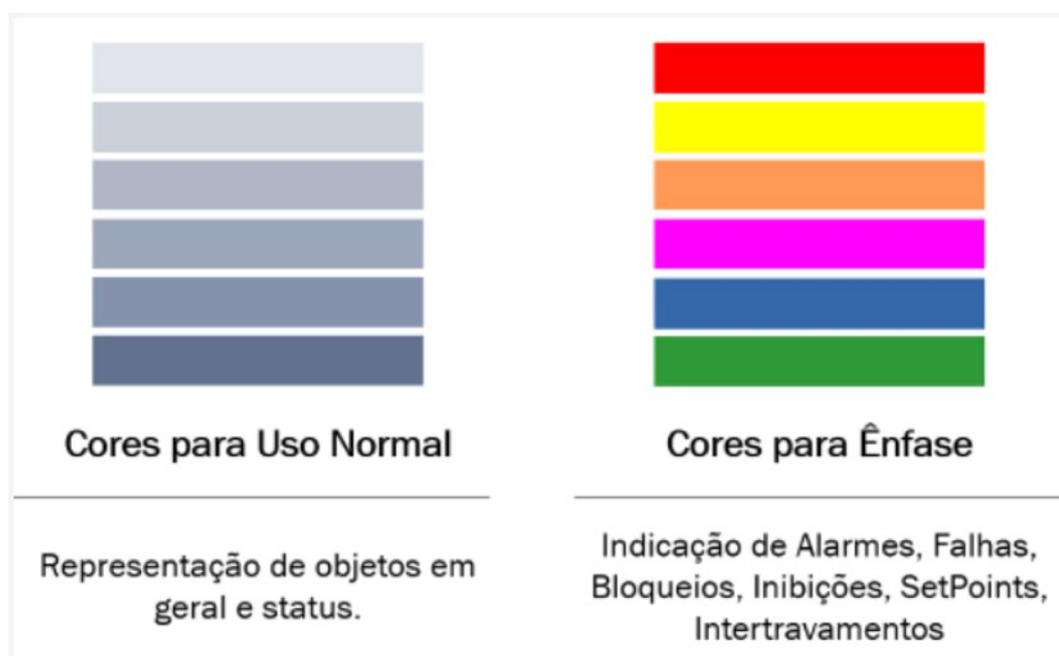 Cores para Uso Normal
Representação de objetos em
geral e status.
Cores para Ênfase
Indicação de Alarmes, Falhas,
Bloqueios, Inibições, SetPoints,
Intertravamentos